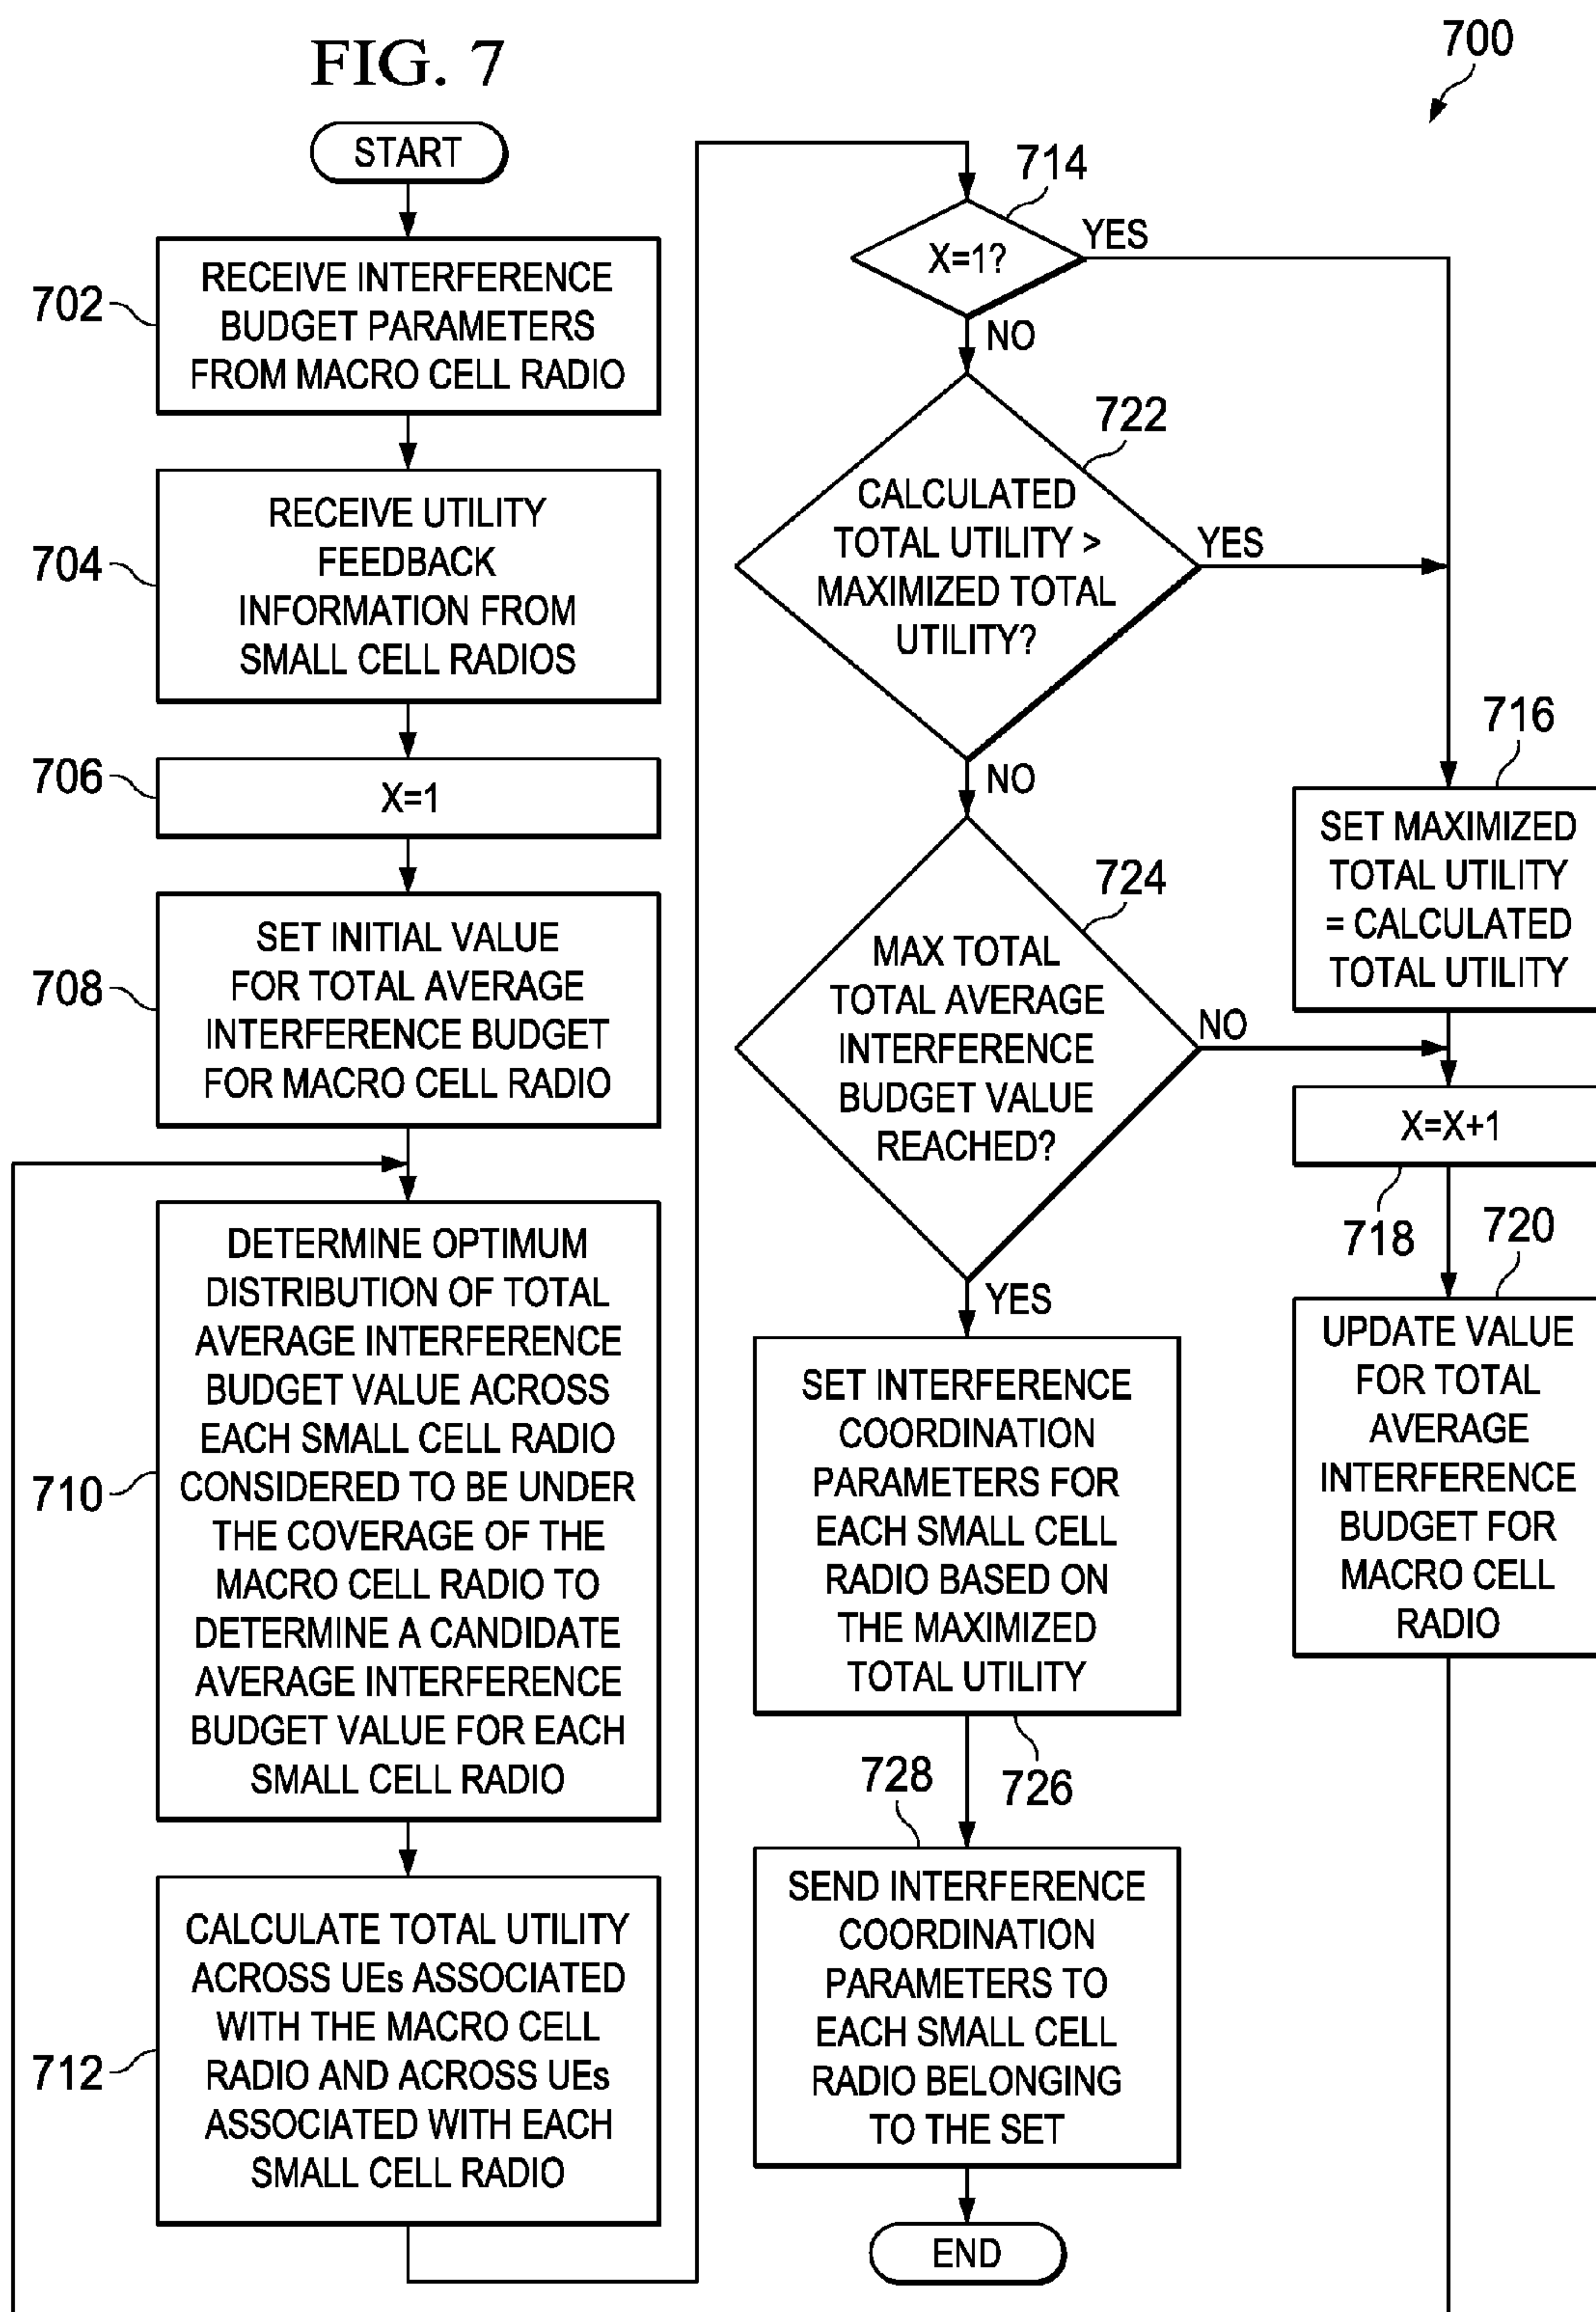 FIG. 7
700
START
702
RECEIVE INTERFERENCE
BUDGET PARAMETERS
FROM MACRO CELL RADIO
704
RECEIVE UTILITY
FEEDBACK
INFORMATION FROM
SMALL CELL RADIOS
706
X=1
708
SET INITIAL VALUE
FOR TOTAL AVERAGE
INTERFERENCE BUDGET
FOR MACRO CELL RADIO
710
DETERMINE OPTIMUM
DISTRIBUTION OF TOTAL
AVERAGE INTERFERENCE
BUDGET VALUE ACROSS
EACH SMALL CELL RADIO
CONSIDERED TO BE UNDER
THE COVERAGE OF THE
MACRO CELL RADIO TO
DETERMINE A CANDIDATE
AVERAGE INTERFERENCE
BUDGET VALUE FOR EACH
SMALL CELL RADIO
712
CALCULATE TOTAL UTILITY
ACROSS UEs ASSOCIATED
WITH THE MACRO CELL
RADIO AND ACROSS UEs
ASSOCIATED WITH EACH
SMALL CELL RADIO
714
X=1?
YES
NO
722
CALCULATED
TOTAL UTILITY >
MAXIMIZED TOTAL
UTILITY?
YES
NO
724
MAX TOTAL
TOTAL AVERAGE
INTERFERENCE
BUDGET VALUE
REACHED?
NO
YES
716
SET MAXIMIZED
TOTAL UTILITY
= CALCULATED
TOTAL UTILITY
X=X+1
718
720
UPDATE VALUE
FOR TOTAL
AVERAGE
INTERFERENCE
BUDGET FOR
MACRO CELL
RADIO
SET INTERFERENCE
COORDINATION
PARAMETERS FOR
EACH SMALL CELL
RADIO BASED ON
THE MAXIMIZED
TOTAL UTILITY
726
728
SEND INTERFERENCE
COORDINATION
PARAMETERS TO
EACH SMALL CELL
RADIO BELONGING
TO THE SET
END